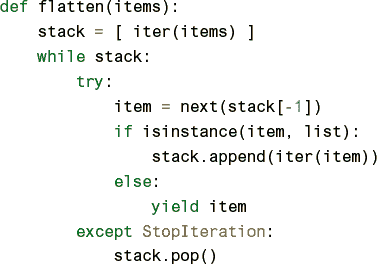 def flatten(items):
    stack = [ iter(items) ]
    while stack:
        try:
            item = next(stack[-1])
            if isinstance(item, list):
                stack.append(iter(item))
            else:
                yield item
        except StopIteration:
            stack.pop()